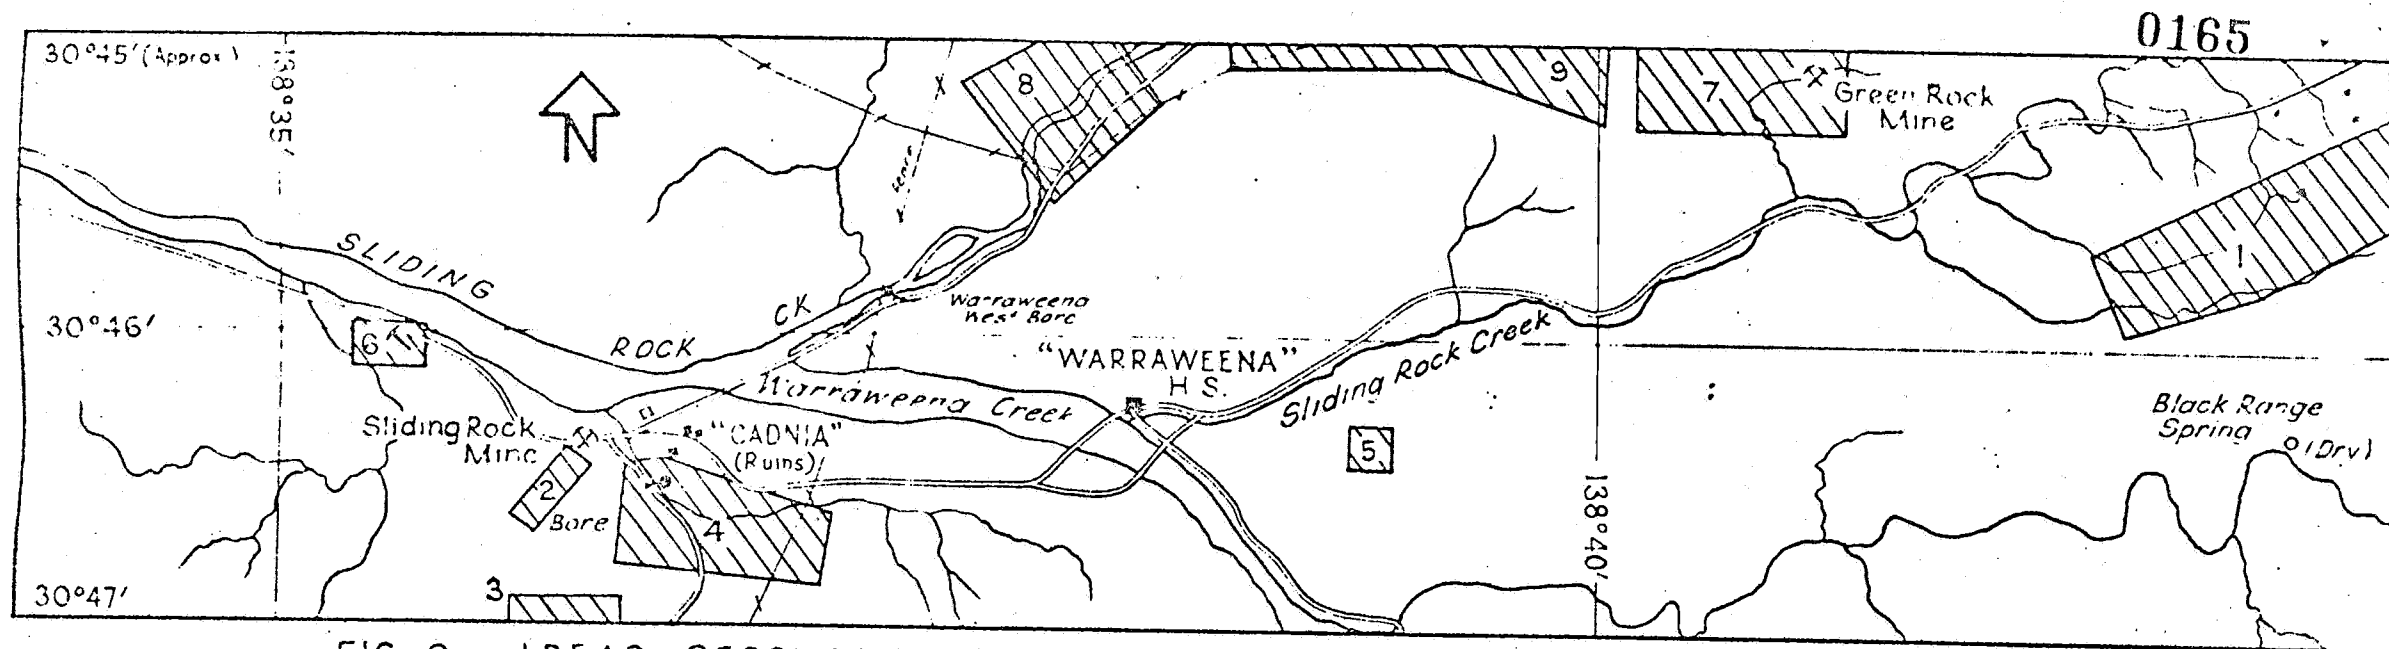 0165
30°45'(Approx)
138°35'
8
9
7
Green Rock
Mine
fence
N
SLIDING ROCK CK
1
Warraweena
West Bore
30°46'
6
"WARRAWEENA"
H S.
Sliding Rock Creek
Warraweena Creek
Black Range
Spring
(Dry)
Sliding Rock
Mine
"CADNIA"
(Ruins)
5
2
Bore
4
138°40'
3
30°47'